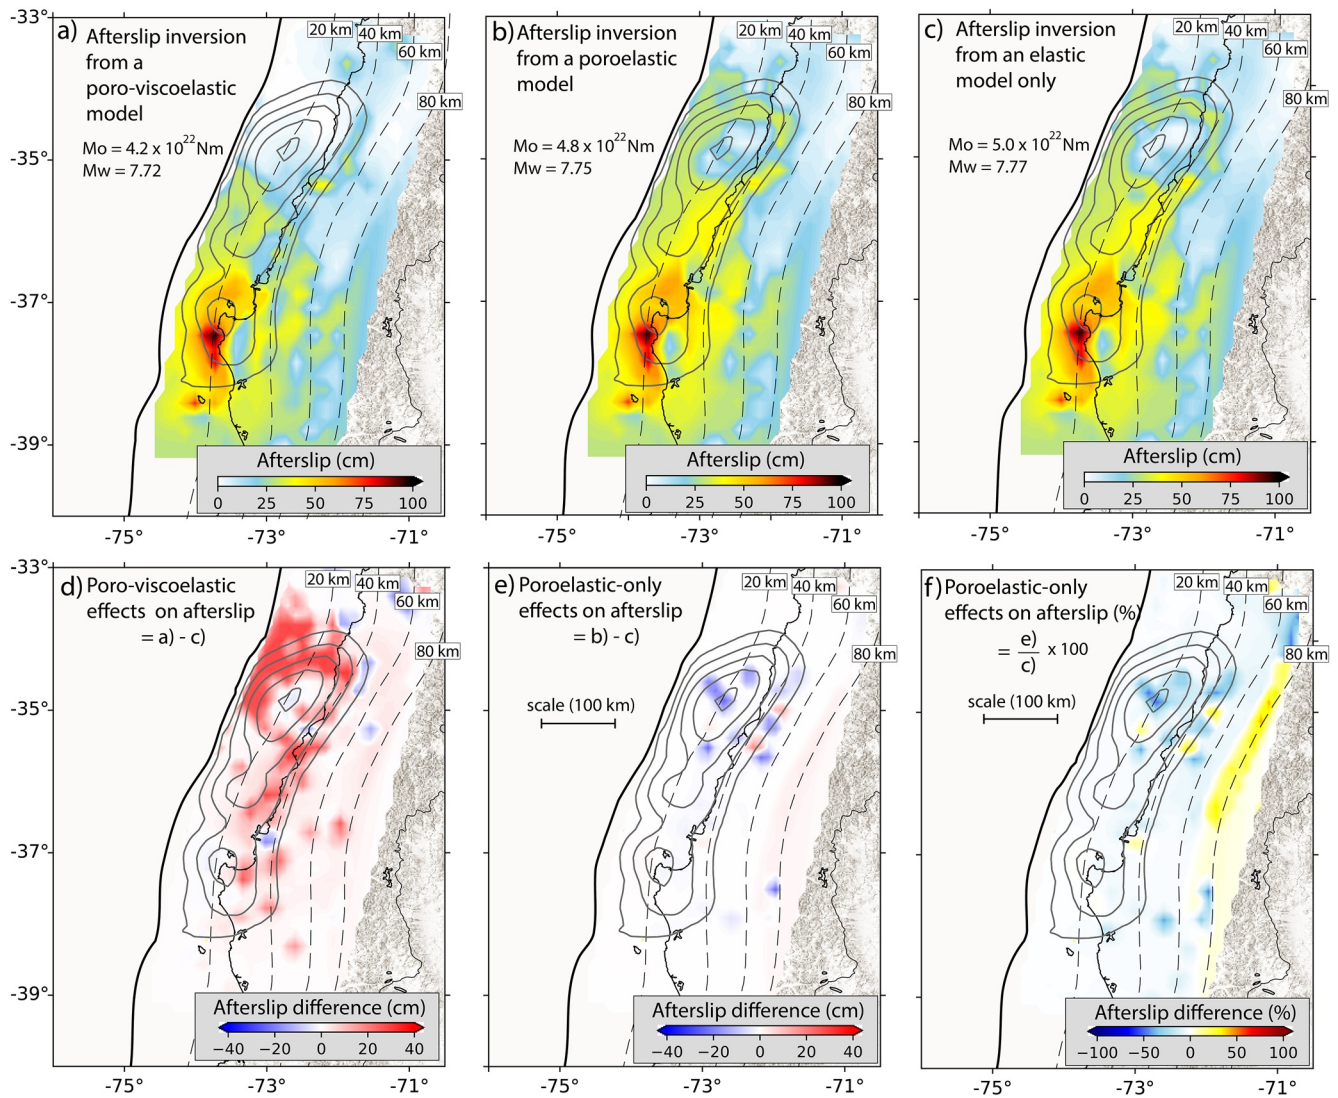 a) Afterslip inversion
from a
poro-viscoelastic
model
Mo = 4.2 x 10²²Nm
Mw = 7.72
20 km
40 km
60 km
80 km
-33°
-35°
-37°
-39°
Afterslip (cm)
0 25 50 75 100
-75° -73° -71°
b) Afterslip inversion
from a poroelastic
model
Mo = 4.8 x 10²²Nm
Mw = 7.75
20 km
40 km
60 km
80 km
Afterslip (cm)
0 25 50 75 100
-75° -73° -71°
c) Afterslip inversion
from an elastic
model only
Mo = 5.0 x 10²²Nm
Mw = 7.77
20 km
40 km
60 km
80 km
Afterslip (cm)
0 25 50 75 100
-75° -73° -71°
d) Poro-viscoelastic
effects on afterslip
= a) - c)
20 km
40 km
60 km
80 km
-33°
-35°
-37°
-39°
Afterslip difference (cm)
−40 −20 0 20 40
-75° -73° -71°
e) Poroelastic-only
effects on afterslip
= b) - c)
scale (100 km)
20 km
40 km
60 km
80 km
Afterslip difference (cm)
−40 −20 0 20 40
-75° -73° -71°
f) Poroelastic-only
effects on afterslip (%)
= e) / c) x 100
scale (100 km)
20 km
40 km
60 km
80 km
Afterslip difference (%)
−100 −50 0 50 100
-75° -73° -71°